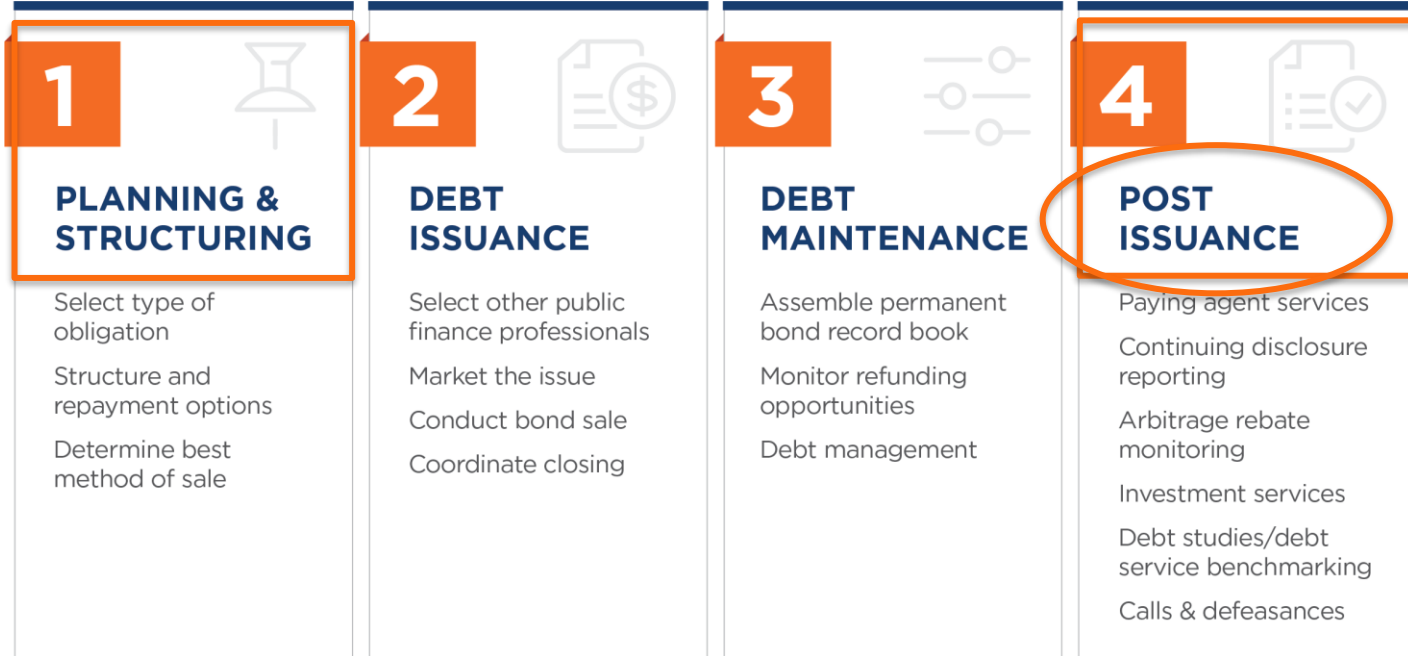 1
PLANNING &
STRUCTURING
Select type of
obligation
Structure and
repayment options
Determine best
method of sale
2
DEBT
ISSUANCE
Select other public
finance professionals
Market the issue
Conduct bond sale
Coordinate closing
3
DEBT
MAINTENANCE
Assemble permanent
bond record book
Monitor refunding
opportunities
Debt management
4
POST
ISSUANCE
Paying agent services
Continuing disclosure
reporting
Arbitrage rebate
monitoring
Investment services
Debt studies/debt
service benchmarking
Calls & defeasances